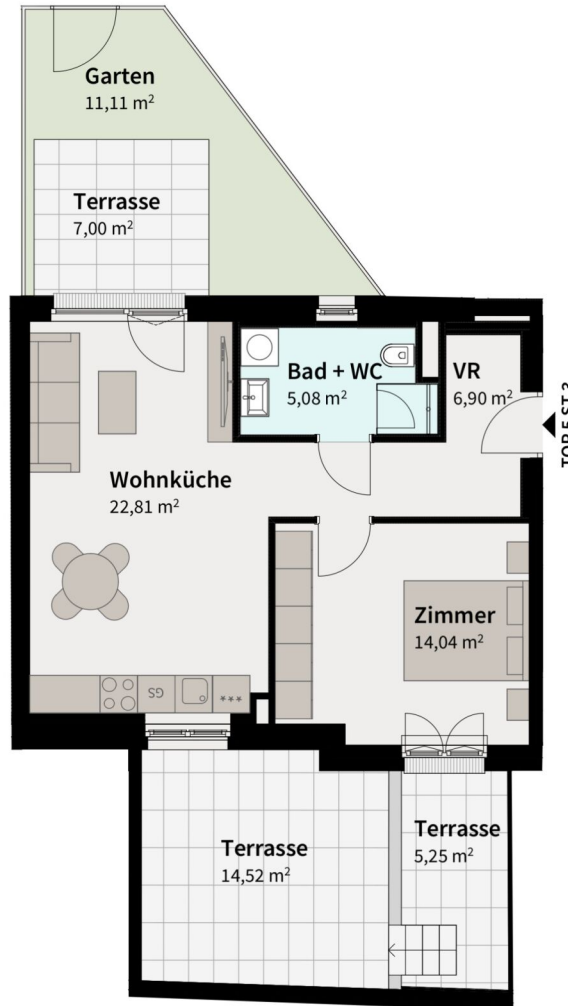 Garten
11,11 m²
Terrasse
7,00 m²
Bad + WC
5,08 m²
VR
6,90 m²
TOP 5 ST 3
Wohnküche
22,81 m²
Zimmer
14,04 m²
GS
***
Terrasse
14,52 m²
Terrasse
5,25 m²